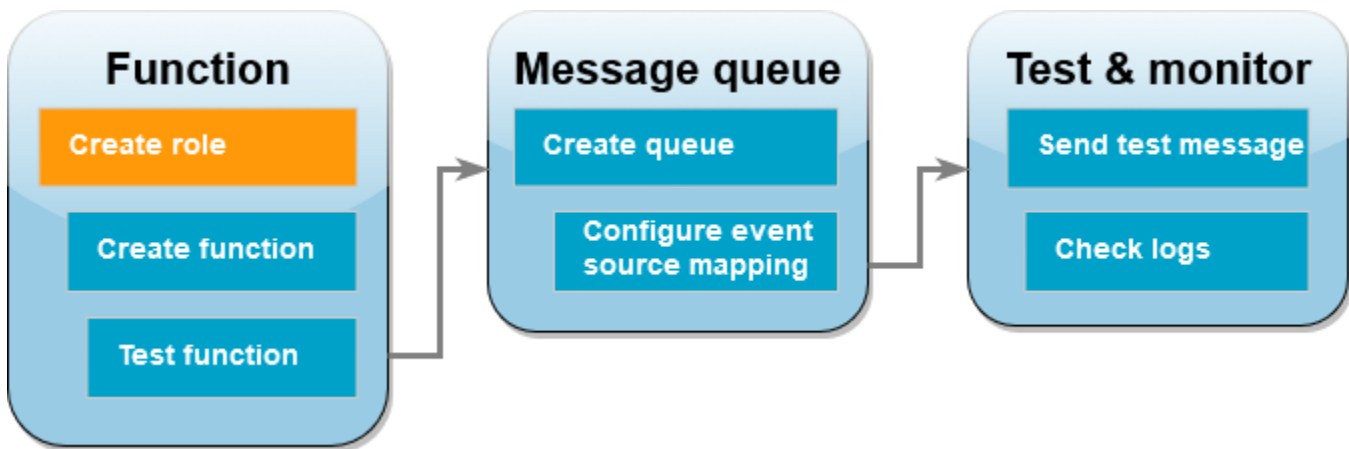 Function
Create role
Create function
Test function
Message queue
Create queue
Configure event
source mapping
Test & monitor
Send test message
Check logs